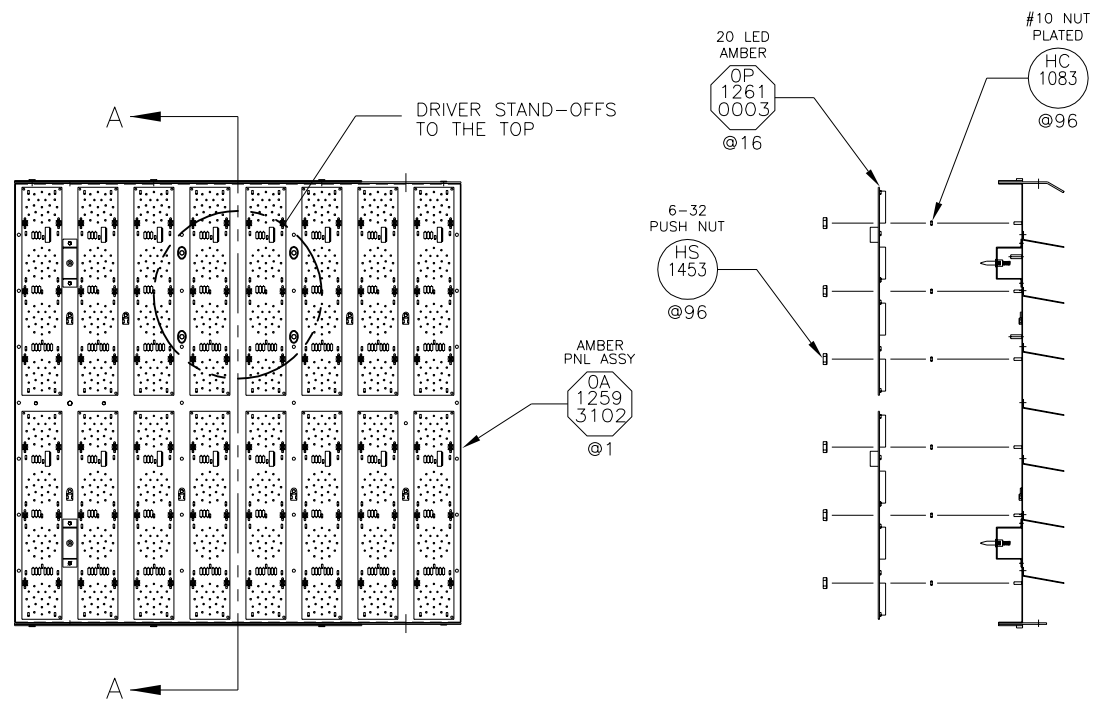 #10 NUT
PLATED
HC
1083
@96
20 LED
AMBER
0P
1261
0003
@16
A
DRIVER STAND-OFFS
TO THE TOP
6-32
PUSH NUT
HS
1453
@96
AMBER
PNL ASSY
0A
1259
3102
@1
A